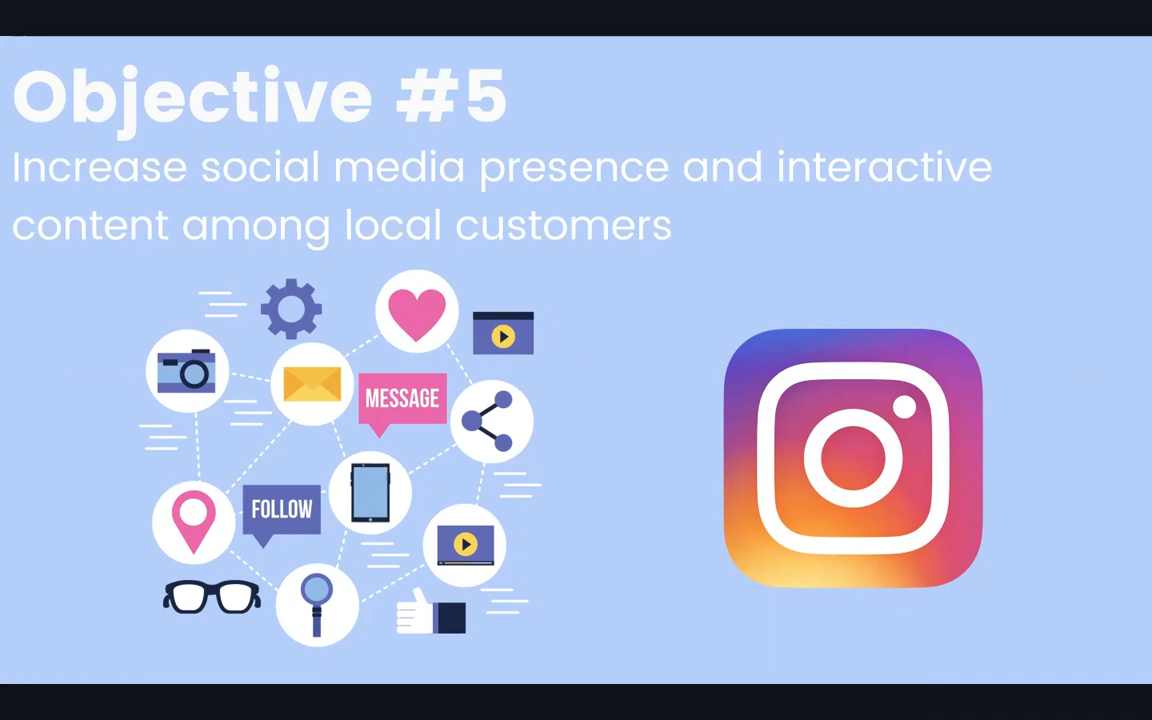 Objective #5
Increase social media presence and interactive
content among local customers
MESSAGE
FOLLOW